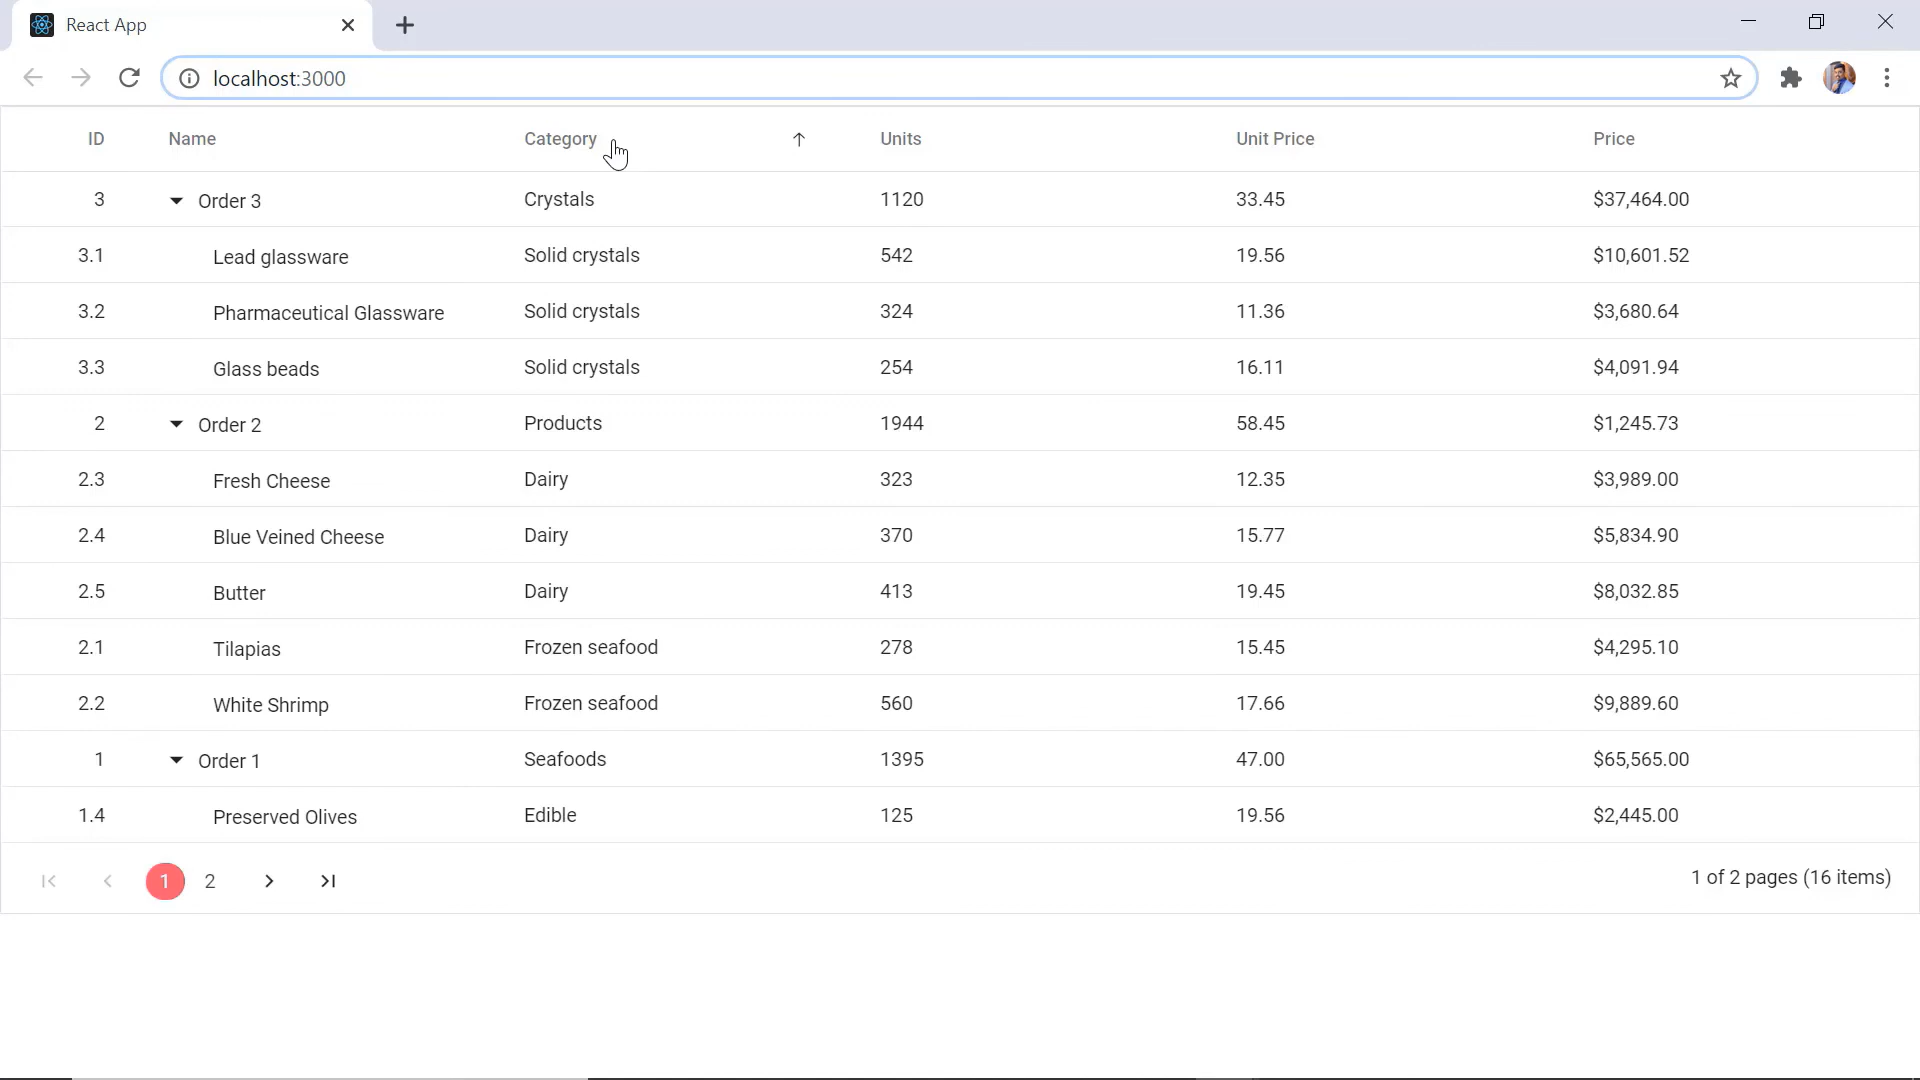 React App
localhost:3000
ID Name Category Units Unit Price Price
3 Order 3 Crystals 1120 33.45 $37,464.00
3.1 Lead glassware Solid crystals 542 19.56 $10,601.52
3.2 Pharmaceutical Glassware Solid crystals 324 11.36 $3,680.64
3.3 Glass beads Solid crystals 254 16.11 $4,091.94
2 Order 2 Products 1944 58.45 $1,245.73
2.3 Fresh Cheese Dairy 323 12.35 $3,989.00
2.4 Blue Veined Cheese Dairy 370 15.77 $5,834.90
2.5 Butter Dairy 413 19.45 $8,032.85
2.1 Tilapias Frozen seafood 278 15.45 $4,295.10
2.2 White Shrimp Frozen seafood 560 17.66 $9,889.60
1 Order 1 Seafoods 1395 47.00 $65,565.00
1.4 Preserved Olives Edible 125 19.56 $2,445.00
1 2 1 of 2 pages (16 items)